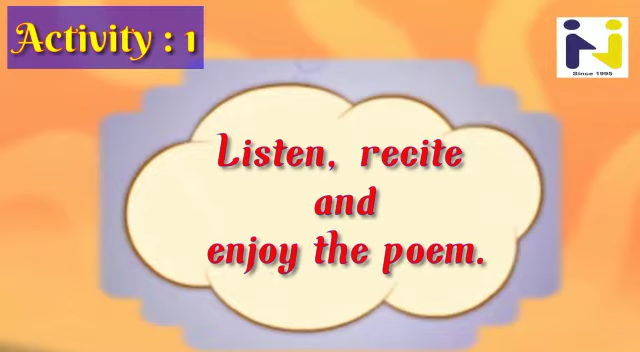 Activity : 1
Since 1995
Listen, recite
and
enjoy the poem.